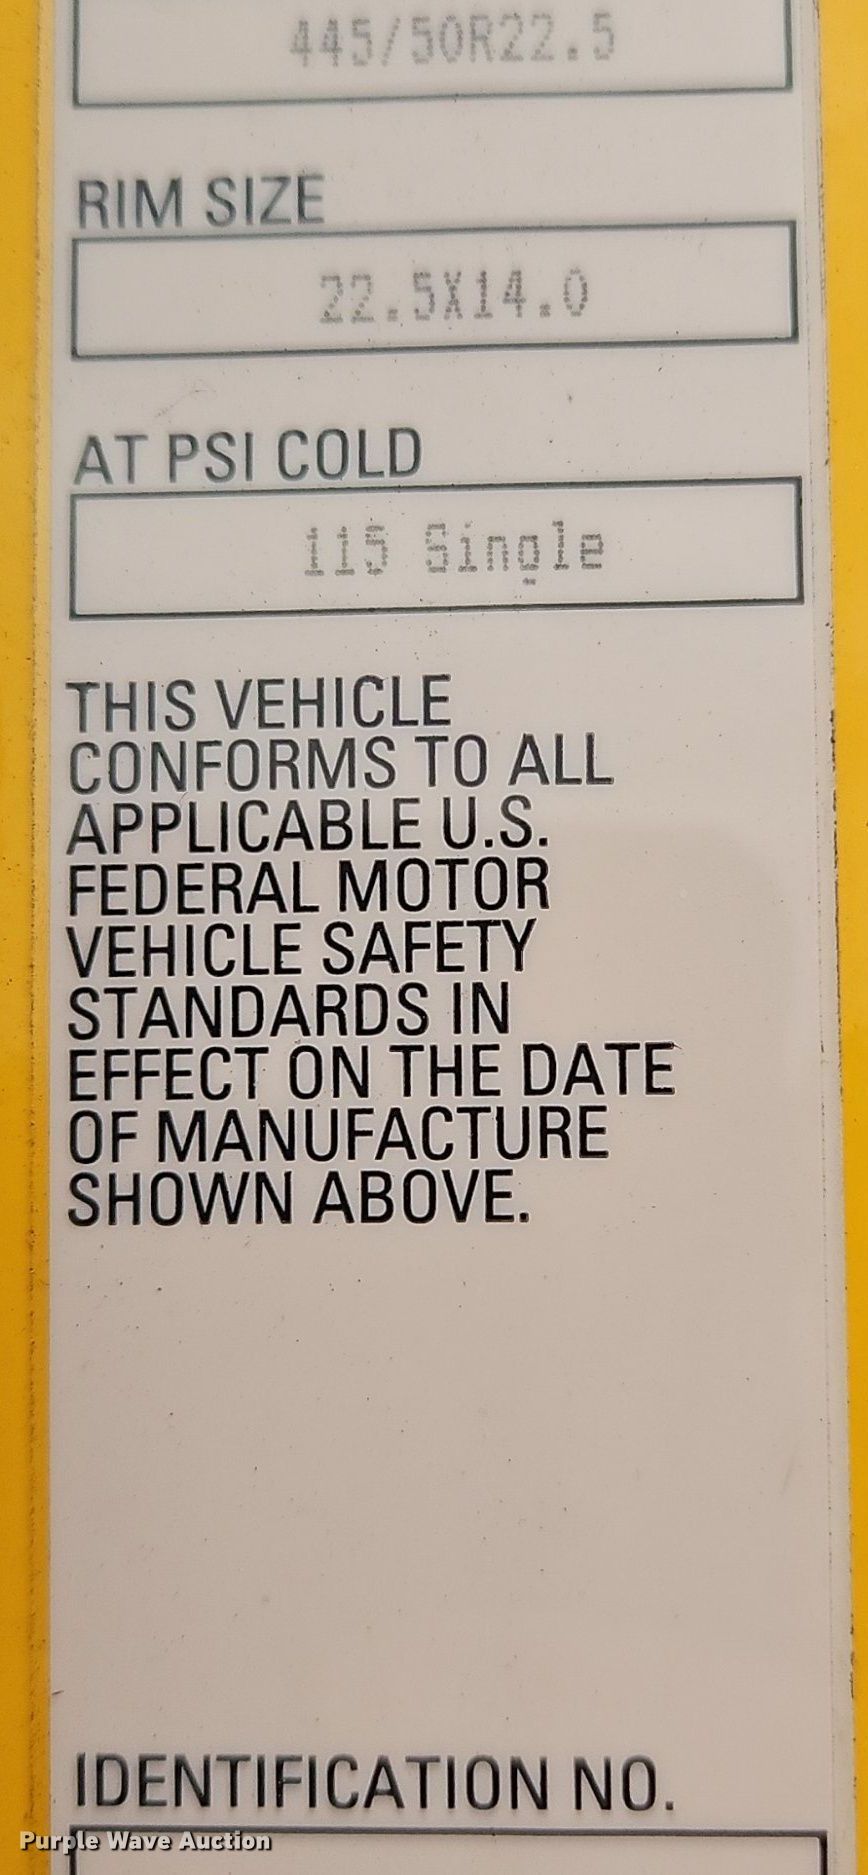 445/50R22.5
RIM SIZE
22.5X14.0
AT PSI COLD
115 Single
THIS VEHICLE
CONFORMS TO ALL
APPLICABLE U.S.
FEDERAL MOTOR
VEHICLE SAFETY
STANDARDS IN
EFFECT ON THE DATE
OF MANUFACTURE
SHOWN ABOVE.
IDENTIFICATION NO.
Purple Wave Auction